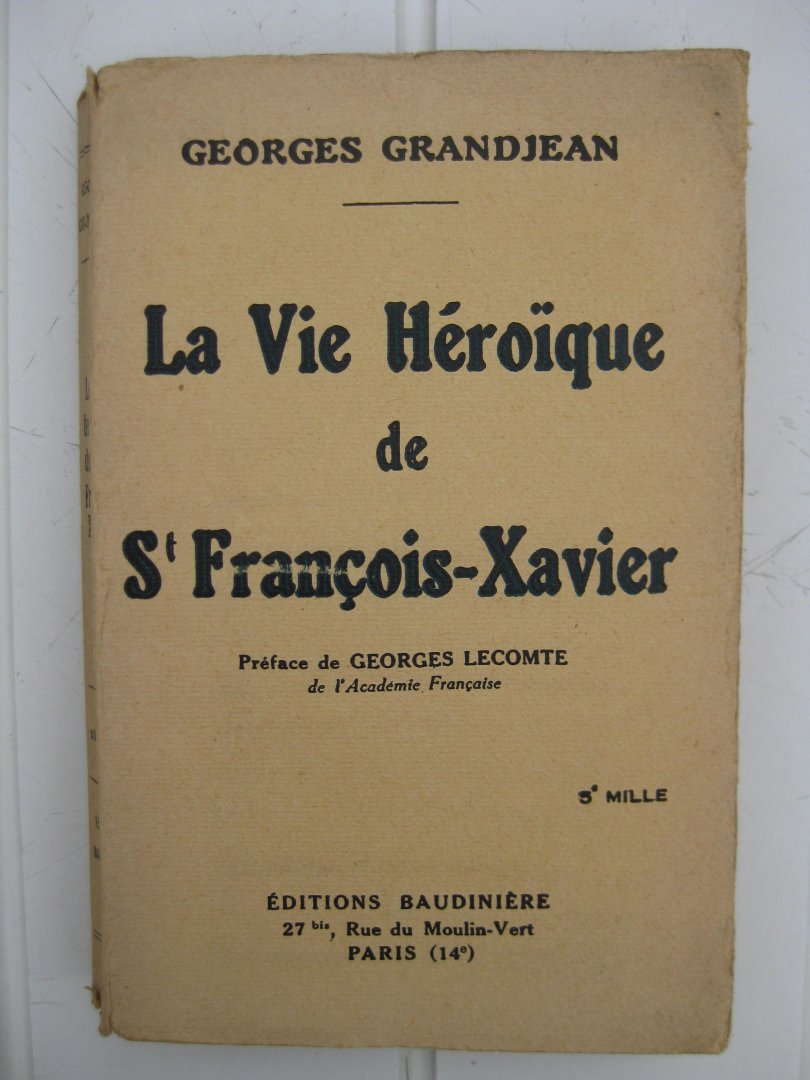 GEORGES GRANDJEAN
La Vie Héroïque
de
St François-Xavier
Préface de GEORGES LECOMTE
de l'Académie Française
5e MILLE
ÉDITIONS BAUDINIÈRE
27 bis, Rue du Moulin-Vert
PARIS (14e)